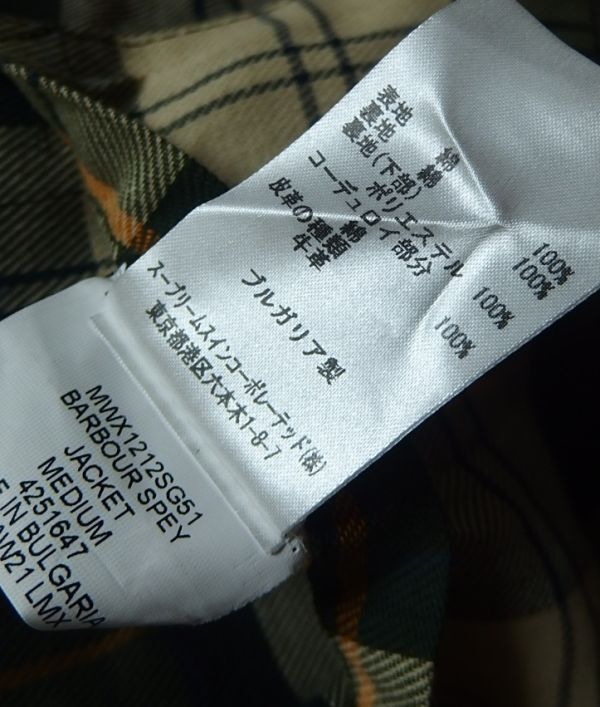 表地 綿 100%
裏地 綿 100%
裏地(下部) ポリエステル 100%
コーデュロイ部分 綿 100%
皮革の種類
牛革
ブルガリア製
スープリームスインコーポレーテッド(株)
東京都港区六本木1-8-7
MWX1212SG51
BARBOUR SPEY
JACKET
MEDIUM
4251647
E IN BULGARIA
AW21 LMX